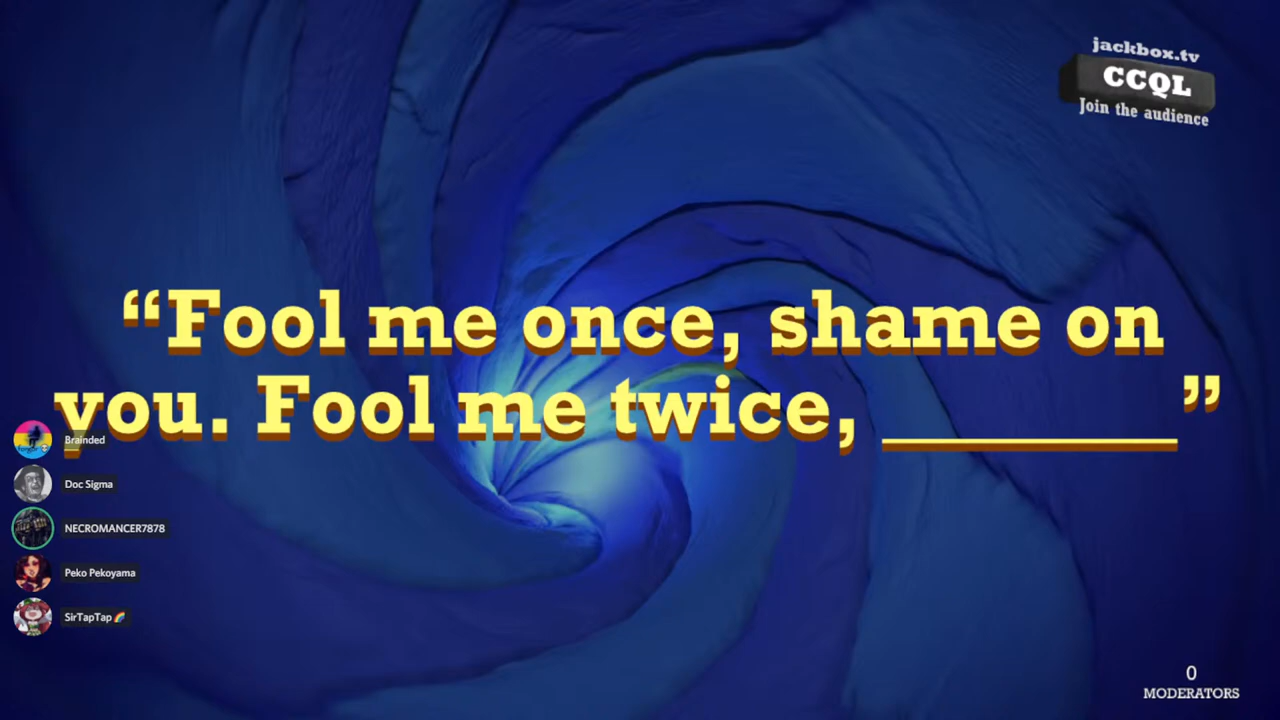 jackbox.tv
CCQL
Join the audience
“Fool me once, shame on
you. Fool me twice, ________”
Brainded
Doc Sigma
NECROMANCER7878
Peko Pekoyama
SirTapTap🌈
0
MODERATORS